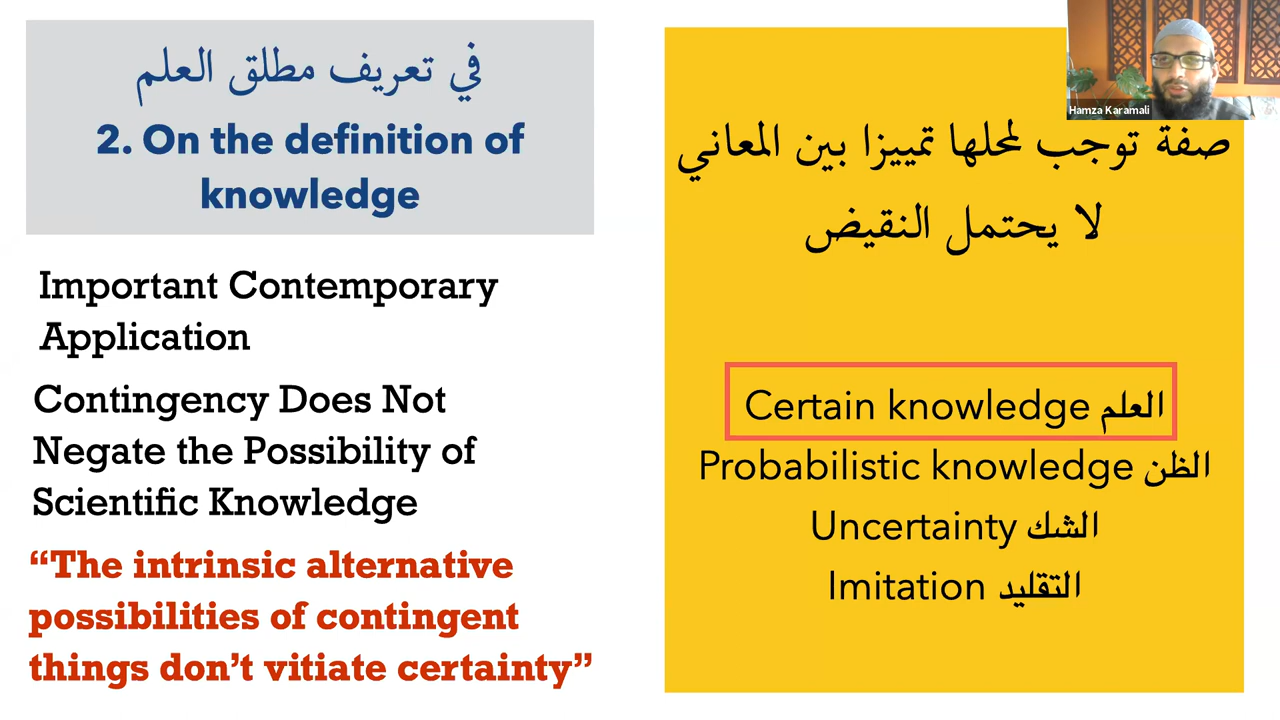 في تعريف مطلق العلم
2. On the definition of
knowledge
Important Contemporary
Application
Contingency Does Not
Negate the Possibility of
Scientific Knowledge
“The intrinsic alternative
possibilities of contingent
things don’t vitiate certainty”
Hamza Karamali
صفة توجب لمحلها تمييزا بين المعاني
لا يحتمل النقيض
Certain knowledge العلم
Probabilistic knowledge الظن
Uncertainty الشك
Imitation التقليد